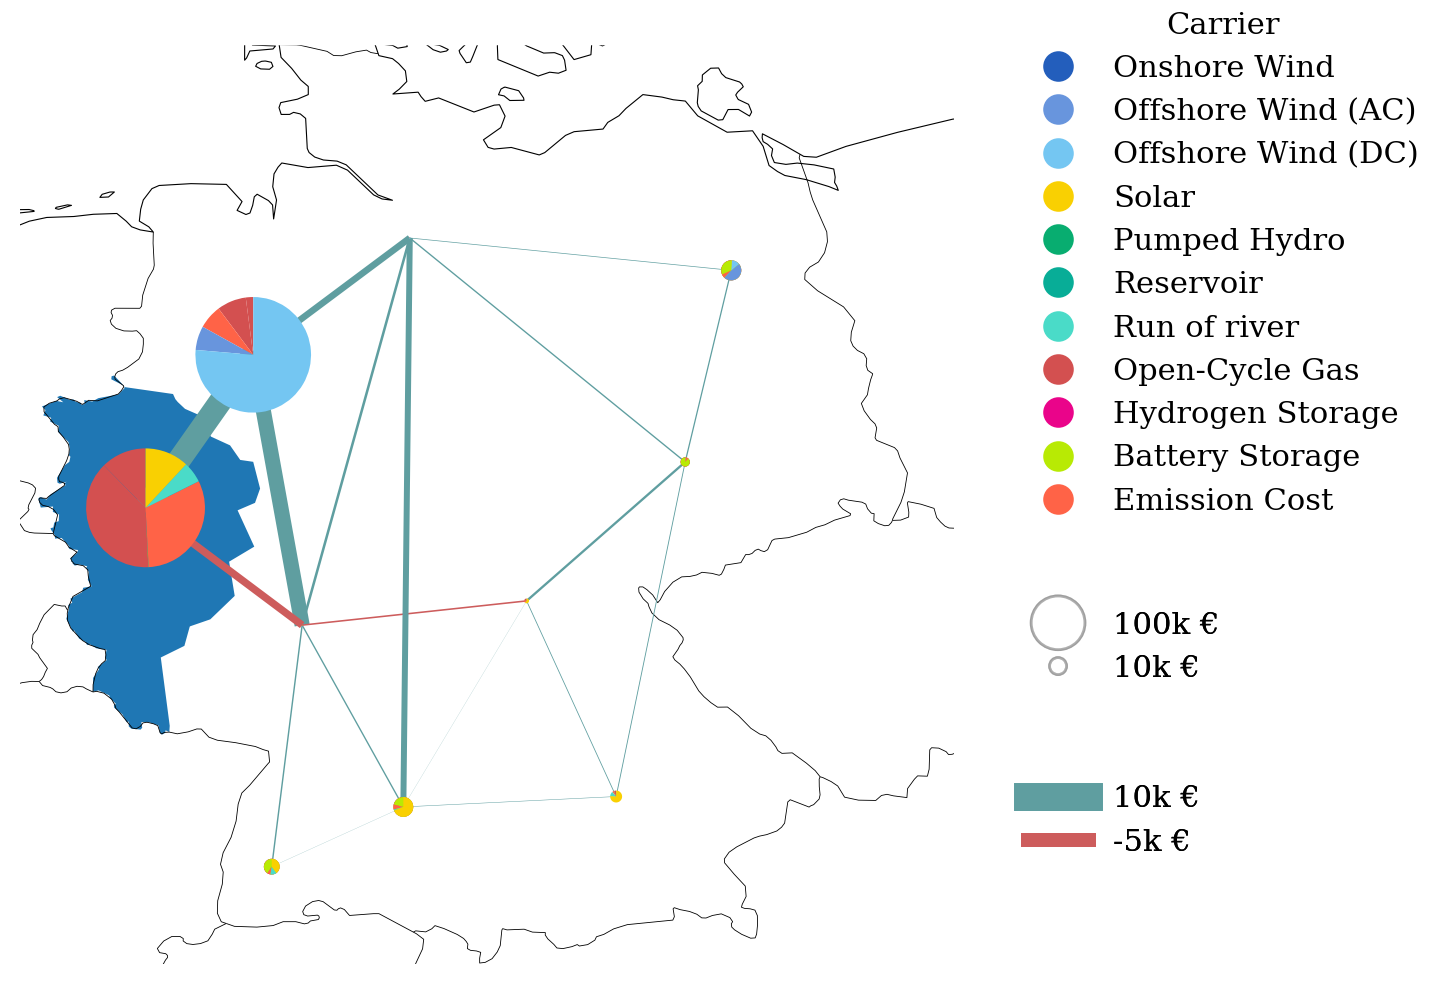 Carrier
Onshore Wind
Offshore Wind (AC)
Offshore Wind (DC)
Solar
Pumped Hydro
Reservoir
Run of river
Open-Cycle Gas
Hydrogen Storage
Battery Storage
Emission Cost
100k €
10k €
10k €
-5k €